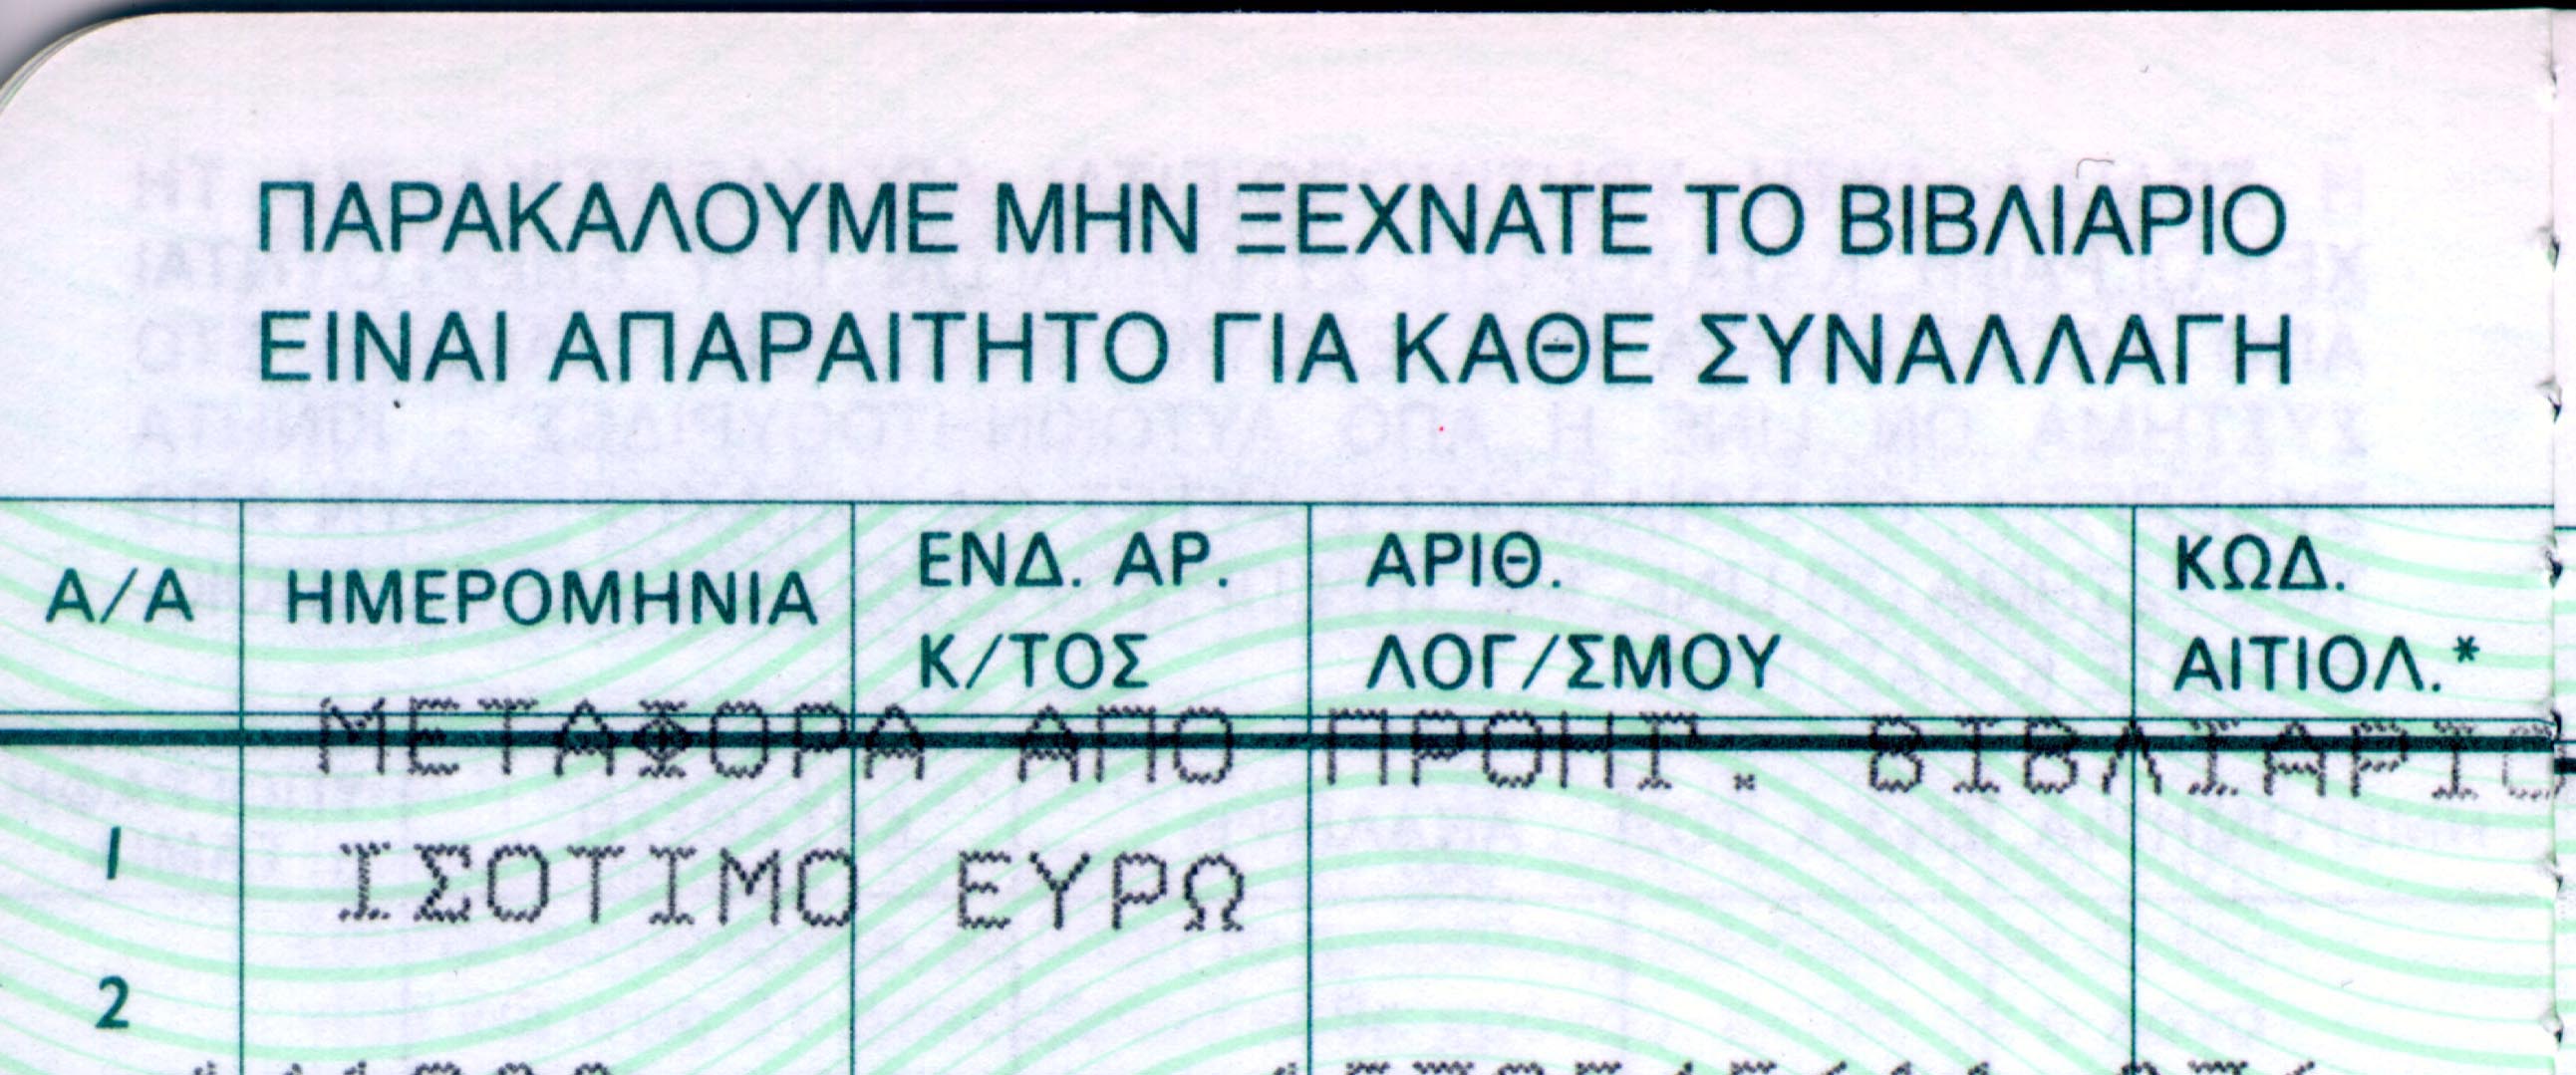 ΠΑΡΑΚΑΛΟΥΜΕ ΜΗΝ ΞΕΧΝΑΤΕ ΤΟ ΒΙΒΛΙΑΡΙΟ
ΕΙΝΑΙ ΑΠΑΡΑΙΤΗΤΟ ΓΙΑ ΚΑΘΕ ΣΥΝΑΛΛΑΓΗ
Α/Α
ΗΜΕΡΟΜΗΝΙΑ
ΕΝΔ. ΑΡ.
Κ/ΤΟΣ
ΑΡΙΘ.
ΛΟΓ/ΣΜΟΥ
ΚΩΔ.
ΑΙΤΙΟΛ.*
ΜΕΤΑΦΟΡΑ ΑΠΟ ΠΡΟΗΓ. ΒΙΒΛΙΑΡΙΟ
1 ΙΣΟΤΙΜΟ ΕΥΡΩ
2